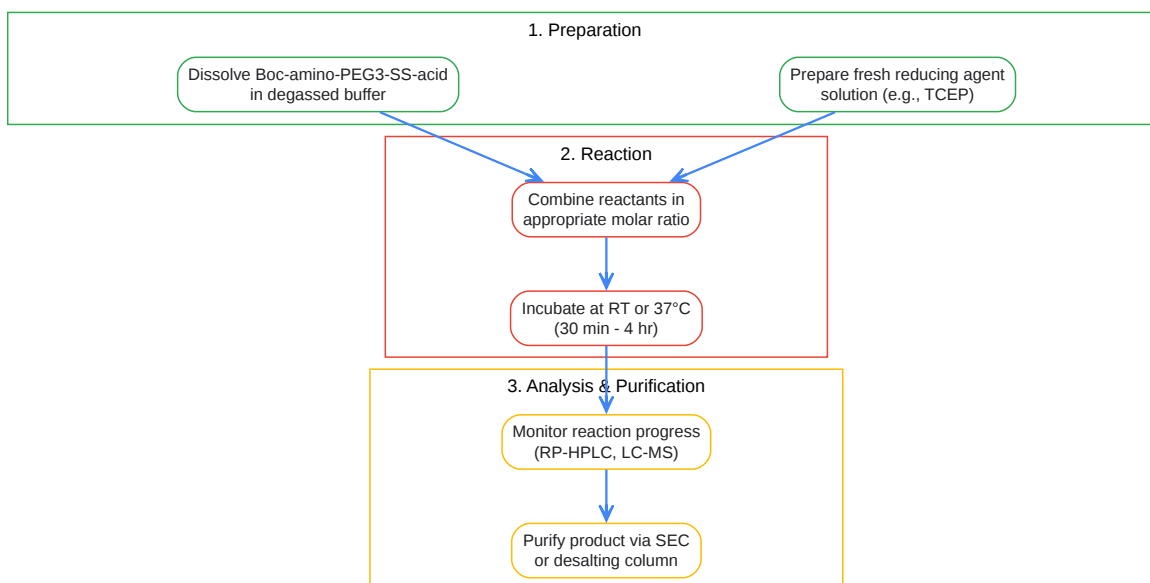 1. Preparation
Dissolve Boc-amino-PEG3-SS-acid
in degassed buffer
Prepare fresh reducing agent
solution (e.g., TCEP)
2. Reaction
Combine reactants in
appropriate molar ratio
Incubate at RT or 37°C
(30 min - 4 hr)
3. Analysis & Purification
Monitor reaction progress
(RP-HPLC, LC-MS)
Purify product via SEC
or desalting column